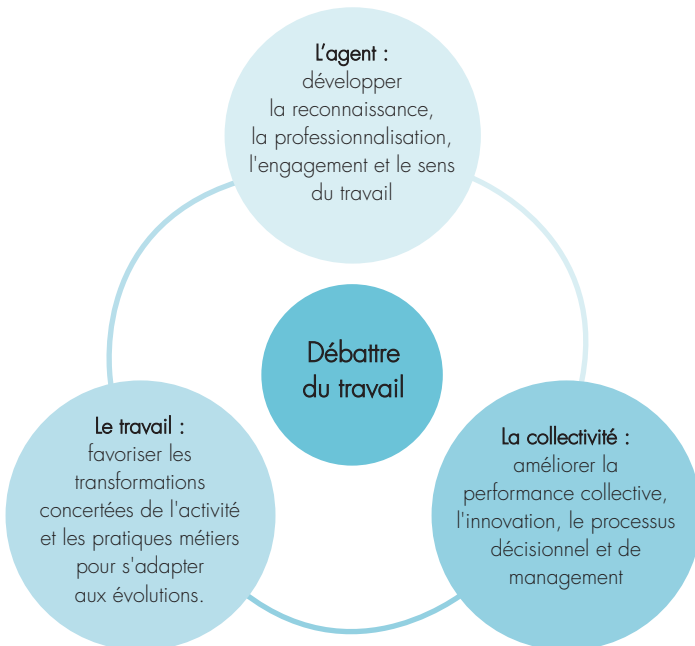 L'agent :
développer
la reconnaissance,
la professionnalisation,
l'engagement et le sens
du travail
Débattre
du travail
Le travail :
favoriser les
transformations
concertées de l'activité
et les pratiques métiers
pour s'adapter
aux évolutions.
La collectivité :
améliorer la
performance collective,
l'innovation, le processus
décisionnel et de
management